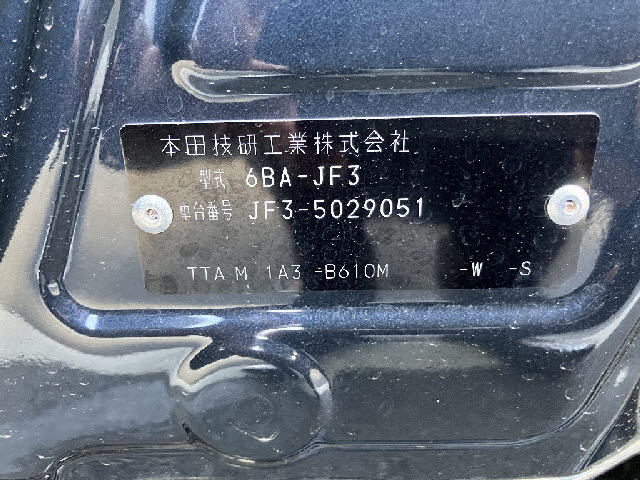 本田技研工業株式会社
型式 6BA-JF3
車台番号 JF3-5029051
TTA M 1A3 -B610M -W -S